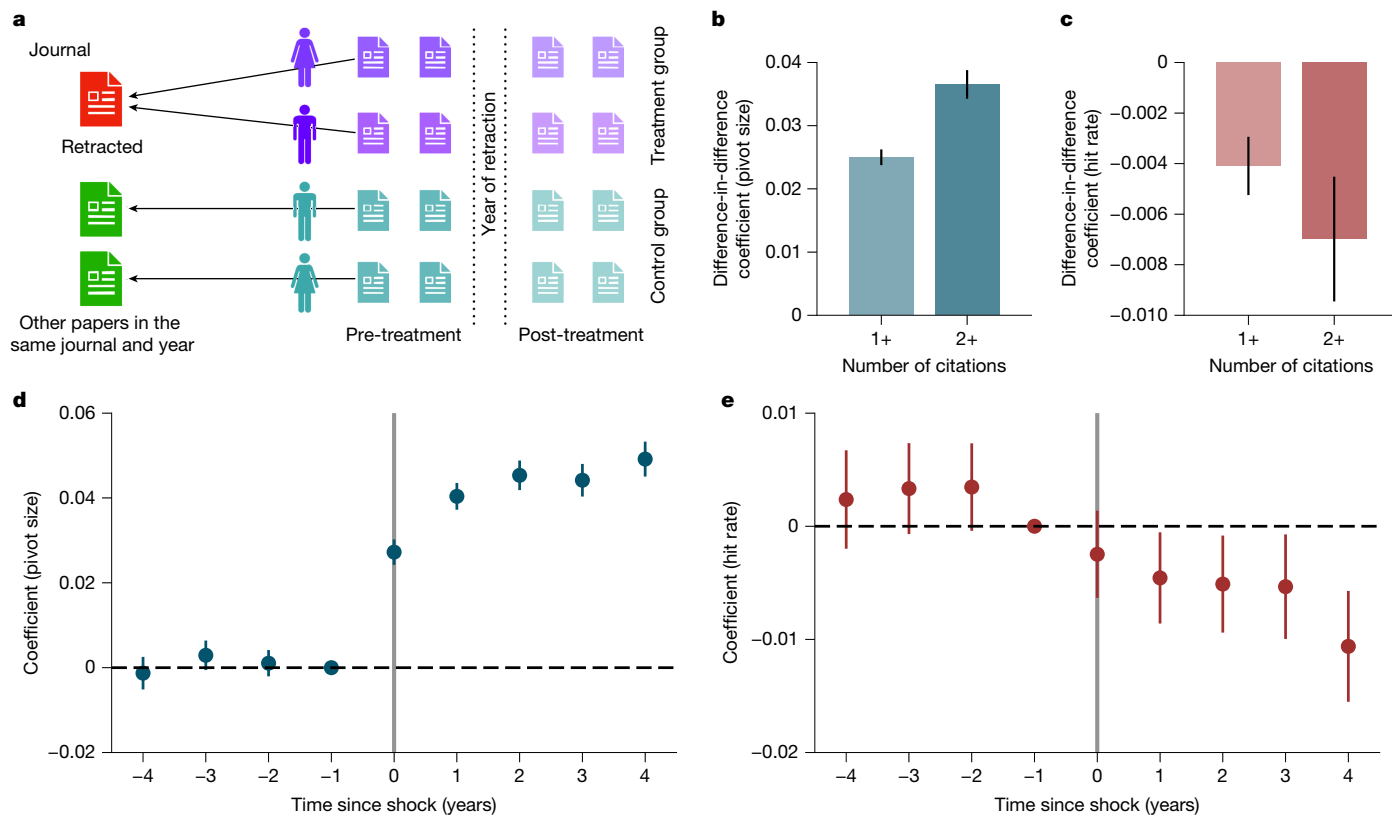 a
Journal
Retracted
Other papers in the
same journal and year
Pre-treatment
Year of retraction
Post-treatment
Treatment group
Control group
b
Difference-in-difference
coefficient (pivot size)
0.04
0.03
0.02
0.01
0
1+
2+
Number of citations
c
Difference-in-difference
coefficient (hit rate)
0
−0.002
−0.004
−0.006
−0.008
−0.010
1+
2+
Number of citations
d
Coefficient (pivot size)
0.06
0.04
0.02
0
−0.02
−4
−3
−2
−1
0
1
2
3
4
Time since shock (years)
e
Coefficient (hit rate)
0.01
0
−0.01
−0.02
−4
−3
−2
−1
0
1
2
3
4
Time since shock (years)